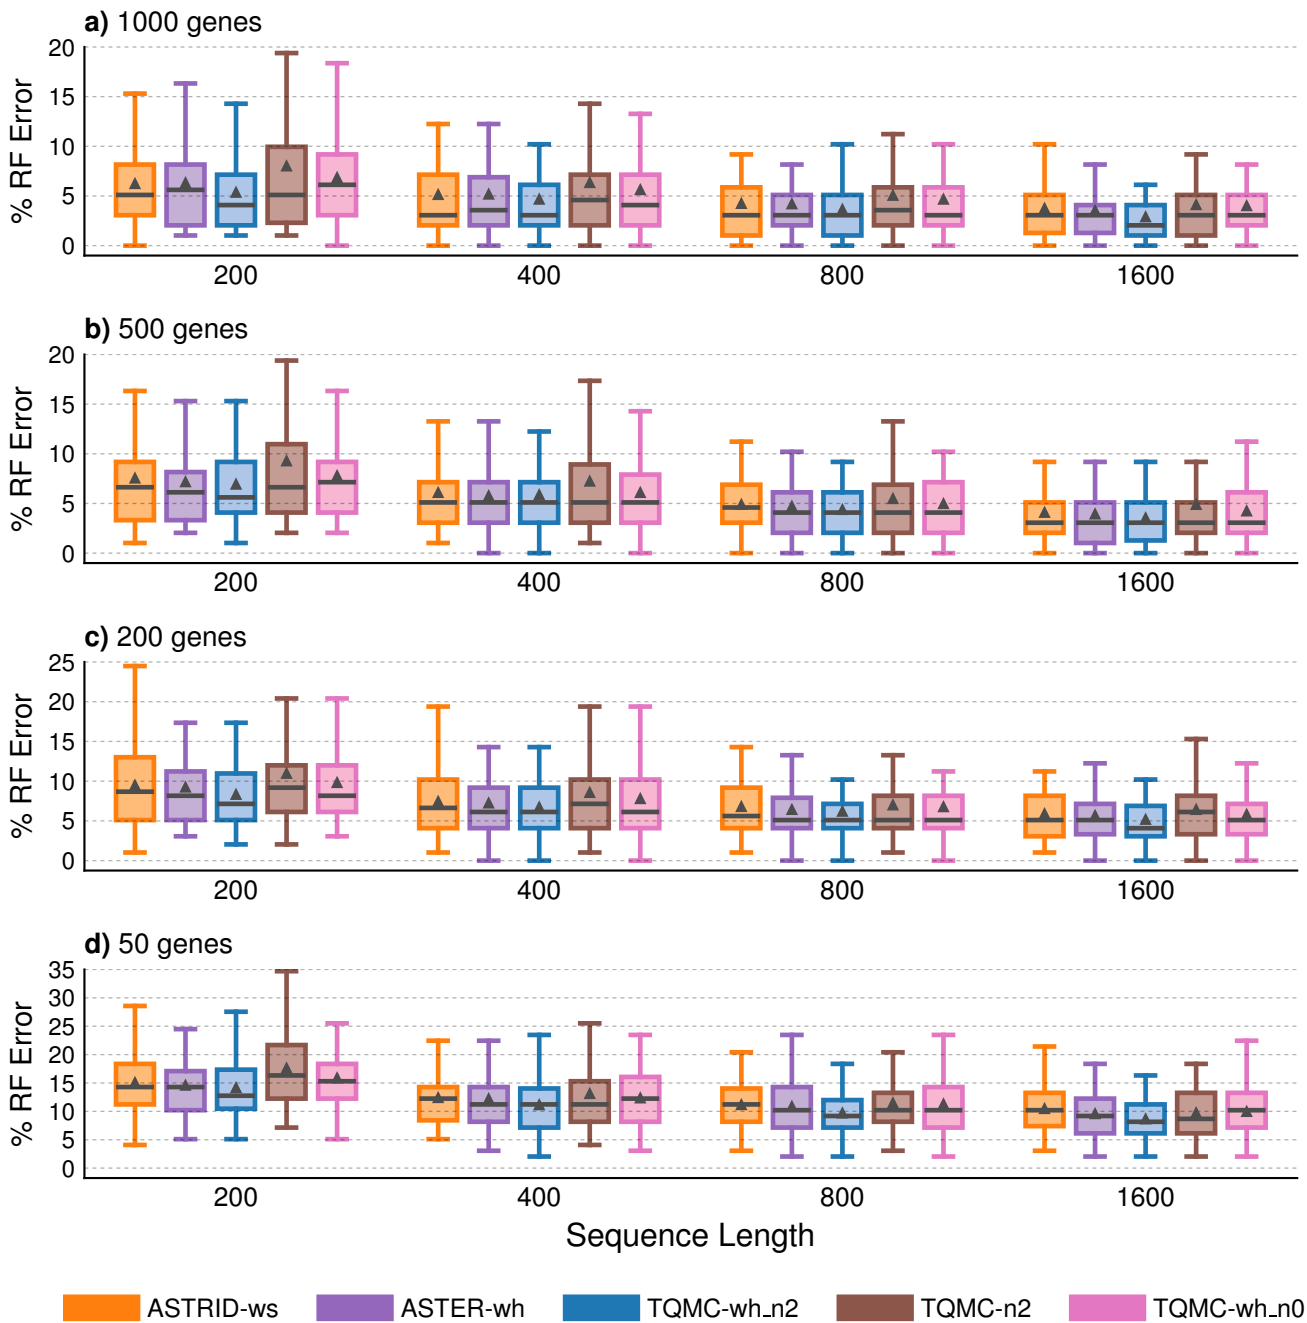 a) 1000 genes
% RF Error
20
15
10
5
0
200 400 800 1600
b) 500 genes
% RF Error
20
15
10
5
0
200 400 800 1600
c) 200 genes
% RF Error
25
20
15
10
5
0
200 400 800 1600
d) 50 genes
% RF Error
35
30
25
20
15
10
5
0
200 400 800 1600
Sequence Length
ASTRID-ws ASTER-wh TQMC-wh_n2 TQMC-n2 TQMC-wh_n0